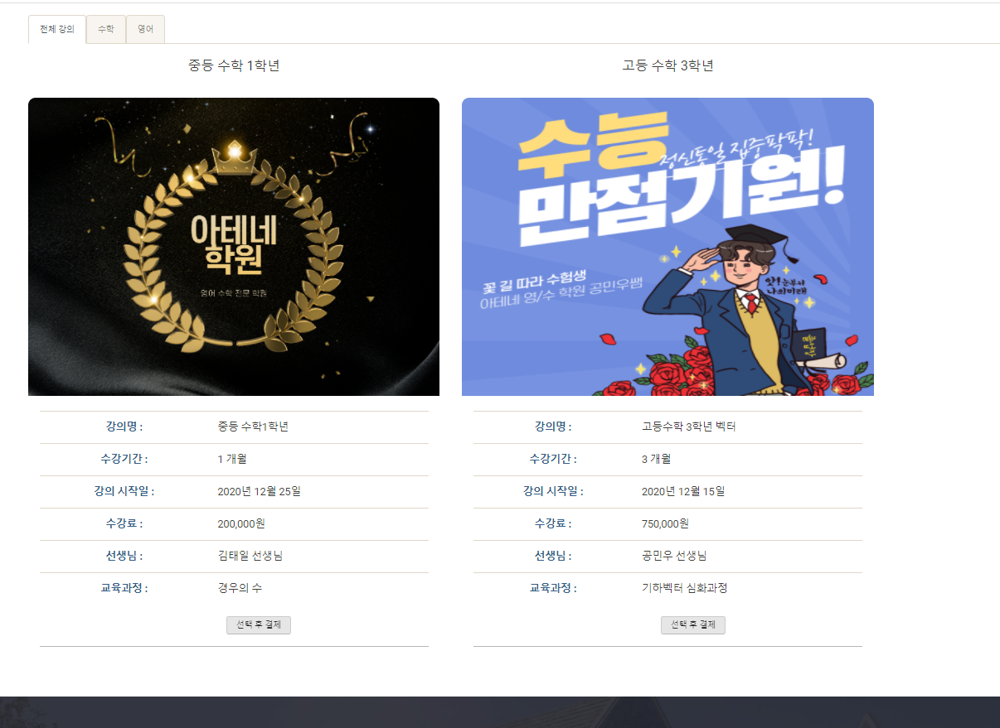 전체 강의 수학 영어
중등 수학 1학년
아테네
학원
영어 수학 전문 학원
강의명 : 중등 수학1학년
수강기간 : 1 개월
강의 시작일 : 2020년 12월 25일
수강료 : 200,000원
선생님 : 김태일 선생님
교육과정 : 경우의 수
선택 후 결제
고등 수학 3학년
수능
정신통일 집중팍팍!
만점기원!
꽃 길 따라 수험생
아테네 영/수 학원 공민우쌤
앗! 눈부셔
나의미래
강의명 : 고등수학 3학년 벡터
수강기간 : 3 개월
강의 시작일 : 2020년 12월 15일
수강료 : 750,000원
선생님 : 공민우 선생님
교육과정 : 기하벡터 심화과정
선택 후 결제